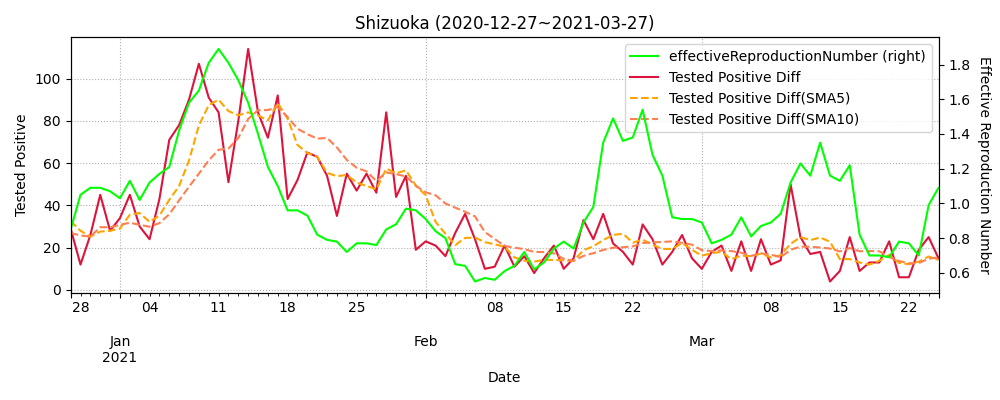 Shizuoka (2020-12-27~2021-03-27)
effectiveReproductionNumber (right)
Tested Positive Diff
Tested Positive Diff(SMA5)
Tested Positive Diff(SMA10)
Tested Positive
100
80
60
40
20
0
1.8
1.6
1.4
1.2
1.0
0.8
0.6
Effective Reproduction Number
28 04 11 18 25 08 15 22 08 15 22
Jan Feb Mar
2021
Date